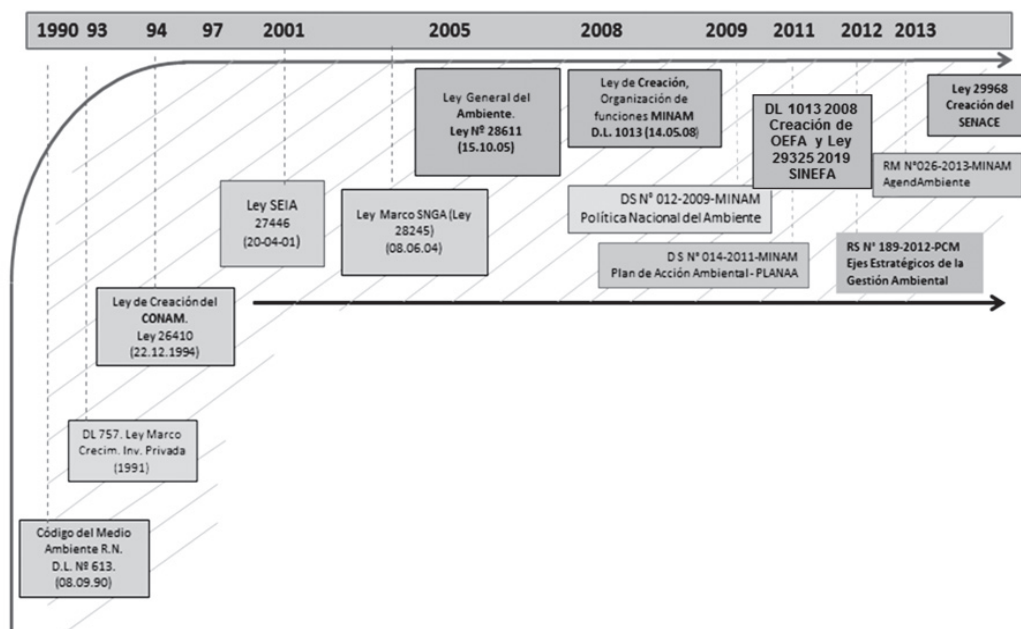 1990 93 94 97 2001 2005 2008 2009 2011 2012 2013
Ley General del
Ambiente.
Ley Nº 28611
(15.10.05)
Ley de Creación,
Organización de
funciones MINAM
D.L. 1013 (14.05.08)
DL 1013 2008
Creación de
OEFA y Ley
29325 2019
SINEFA
Ley 29968
Creación del
SENACE
RM N°026-2013-MINAM
AgendAmbiente
Ley SEIA
27446
(20-04-01)
Ley Marco SNGA (Ley
28245)
(08.06.04)
DS N° 012-2009-MINAM
Política Nacional del Ambiente
D S N° 014-2011-MINAM
Plan de Acción Ambiental - PLANAA
RS N° 189-2012-PCM
Ejes Estratégicos de la
Gestión Ambiental
Ley de Creación del
CONAM.
Ley 26410
(22.12.1994)
DL 757. Ley Marco
Crecim. Inv. Privada
(1991)
Código del Medio
Ambiente R.N.
D.L. Nº 613.
(08.09.90)